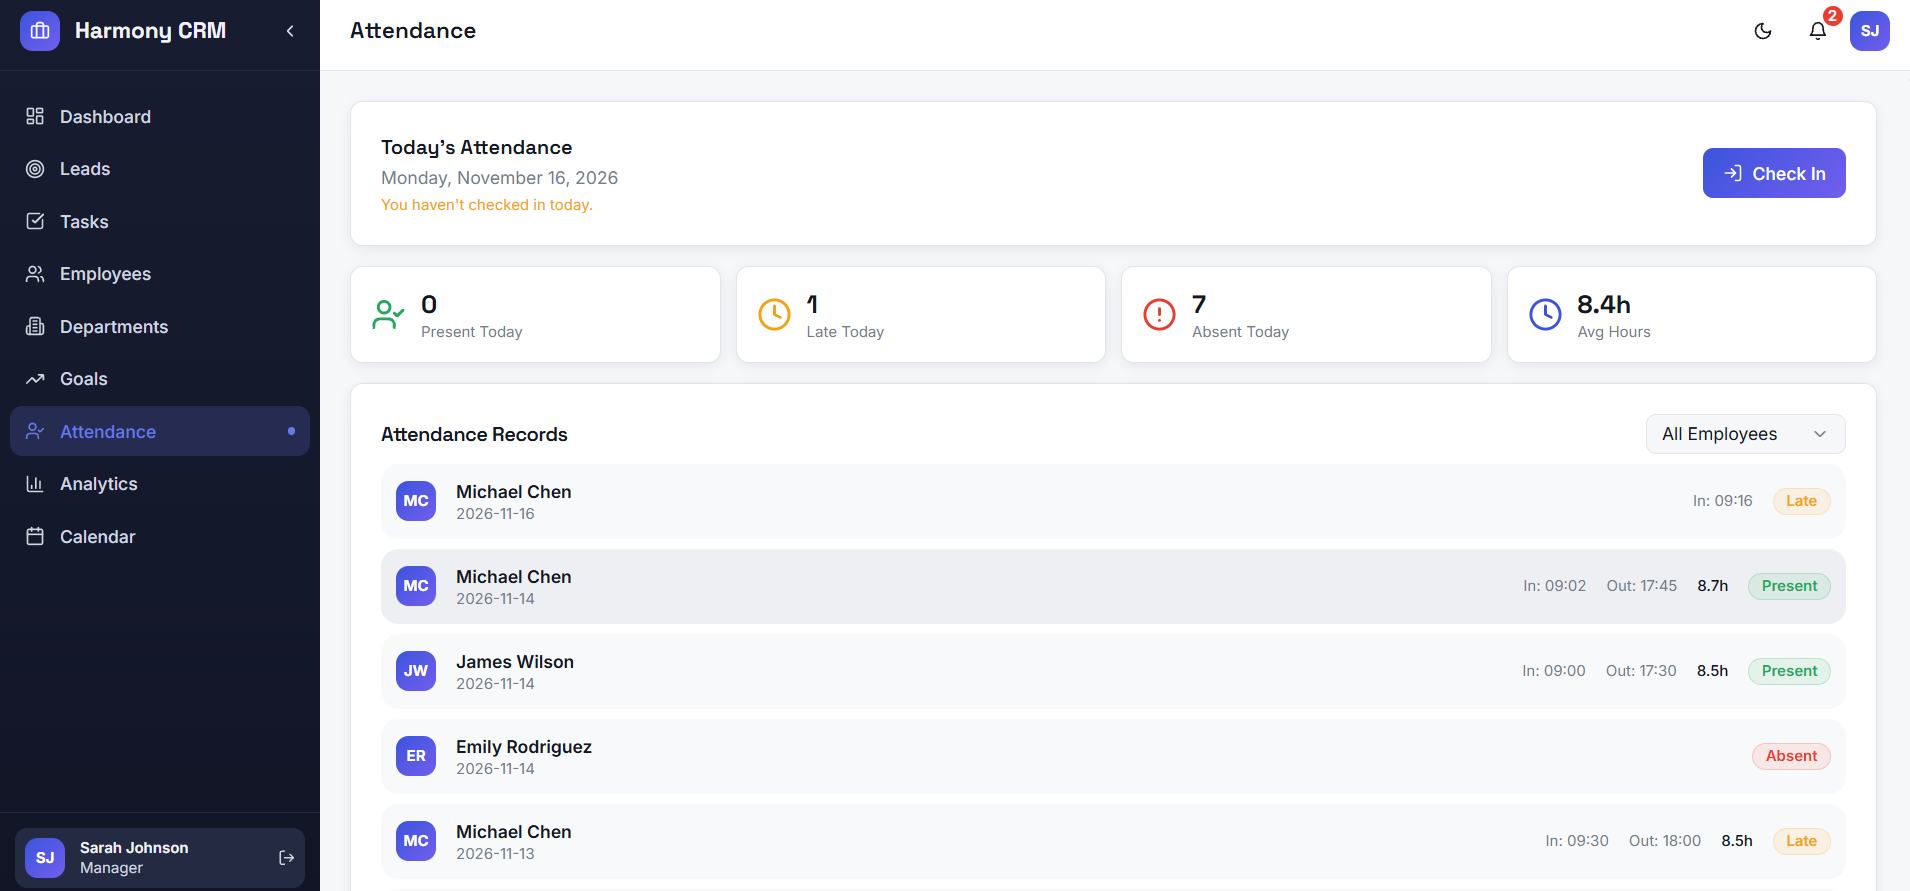 Harmony CRM
Dashboard
Leads
Tasks
Employees
Departments
Goals
Attendance
Analytics
Calendar
SJ
Sarah Johnson
Manager
Attendance
2
SJ
Today's Attendance
Monday, November 16, 2026
You haven't checked in today.
Check In
0
Present Today
1
Late Today
7
Absent Today
8.4h
Avg Hours
Attendance Records
All Employees
MC
Michael Chen
2026-11-16
In: 09:16
Late
MC
Michael Chen
2026-11-14
In: 09:02
Out: 17:45
8.7h
Present
JW
James Wilson
2026-11-14
In: 09:00
Out: 17:30
8.5h
Present
ER
Emily Rodriguez
2026-11-14
Absent
MC
Michael Chen
2026-11-13
In: 09:30
Out: 18:00
8.5h
Late